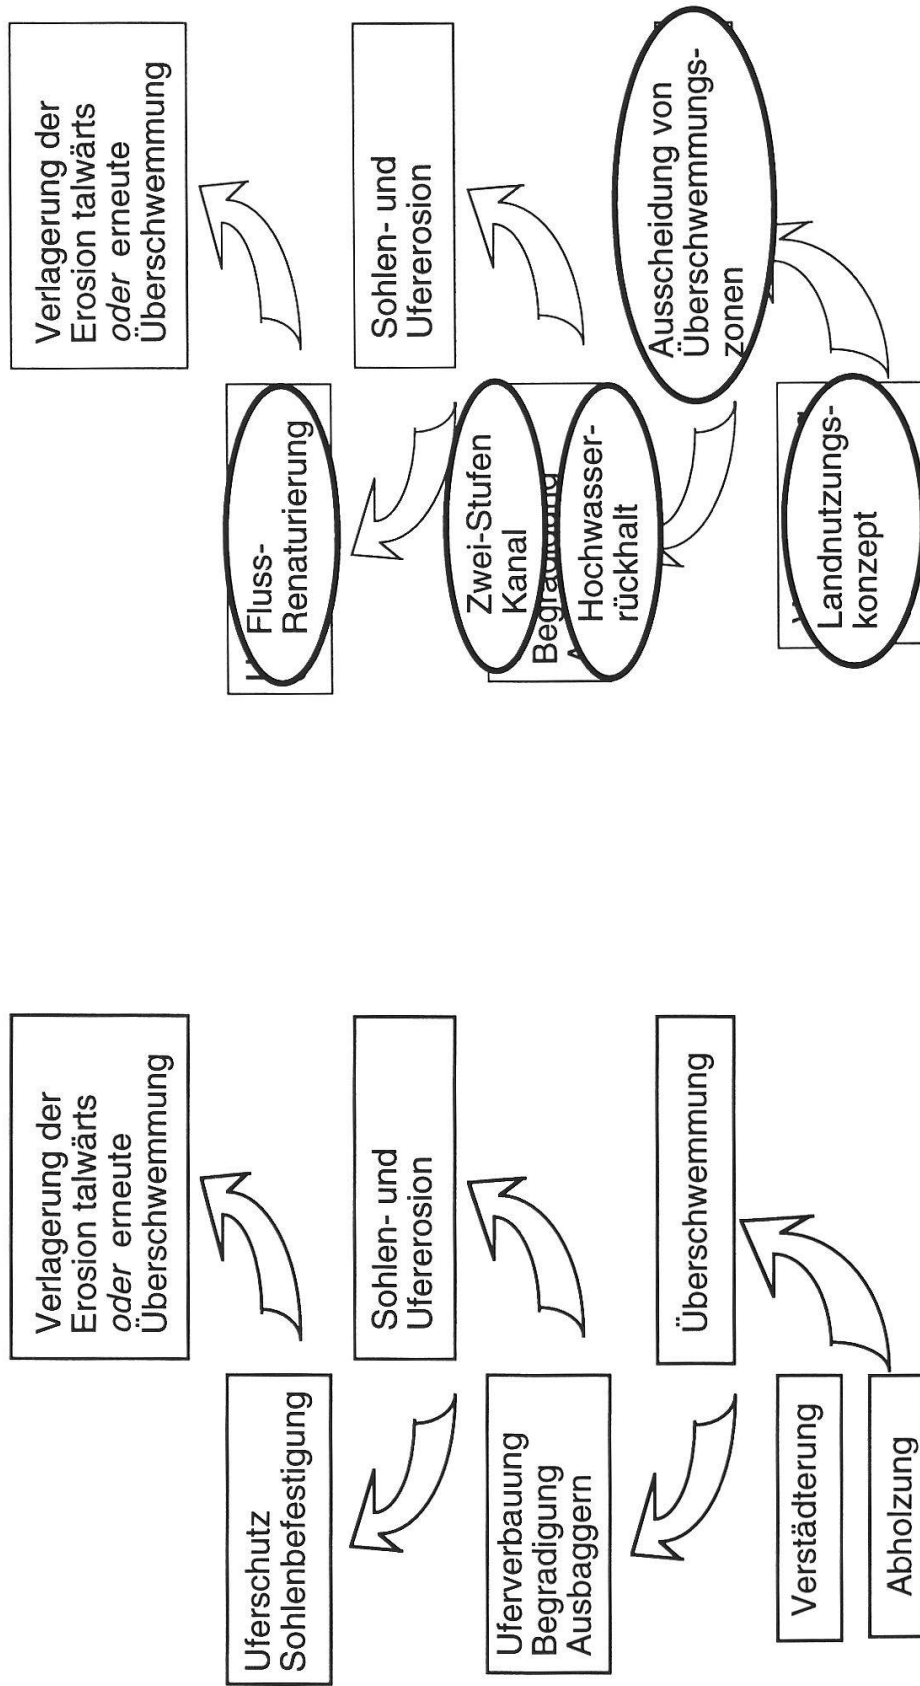 Verlagerung der
Erosion talwärts
oder erneute
Überschwemmung
Uferschutz
Sohlenbefestigung
Sohlen- und
Ufererosion
Uferverbauung
Begradigung
Ausbaggern
Überschwemmung
Verstädterung
Abholzung
Verlagerung der
Erosion talwärts
oder erneute
Überschwemmung
Fluss-
Renaturierung
Sohlen- und
Ufererosion
Zwei-Stufen
Kanal
Begradigung
Hochwasser-
rückhalt
Ausscheidung von
Überschwemmungs-
zonen
Landnutzungs-
konzept